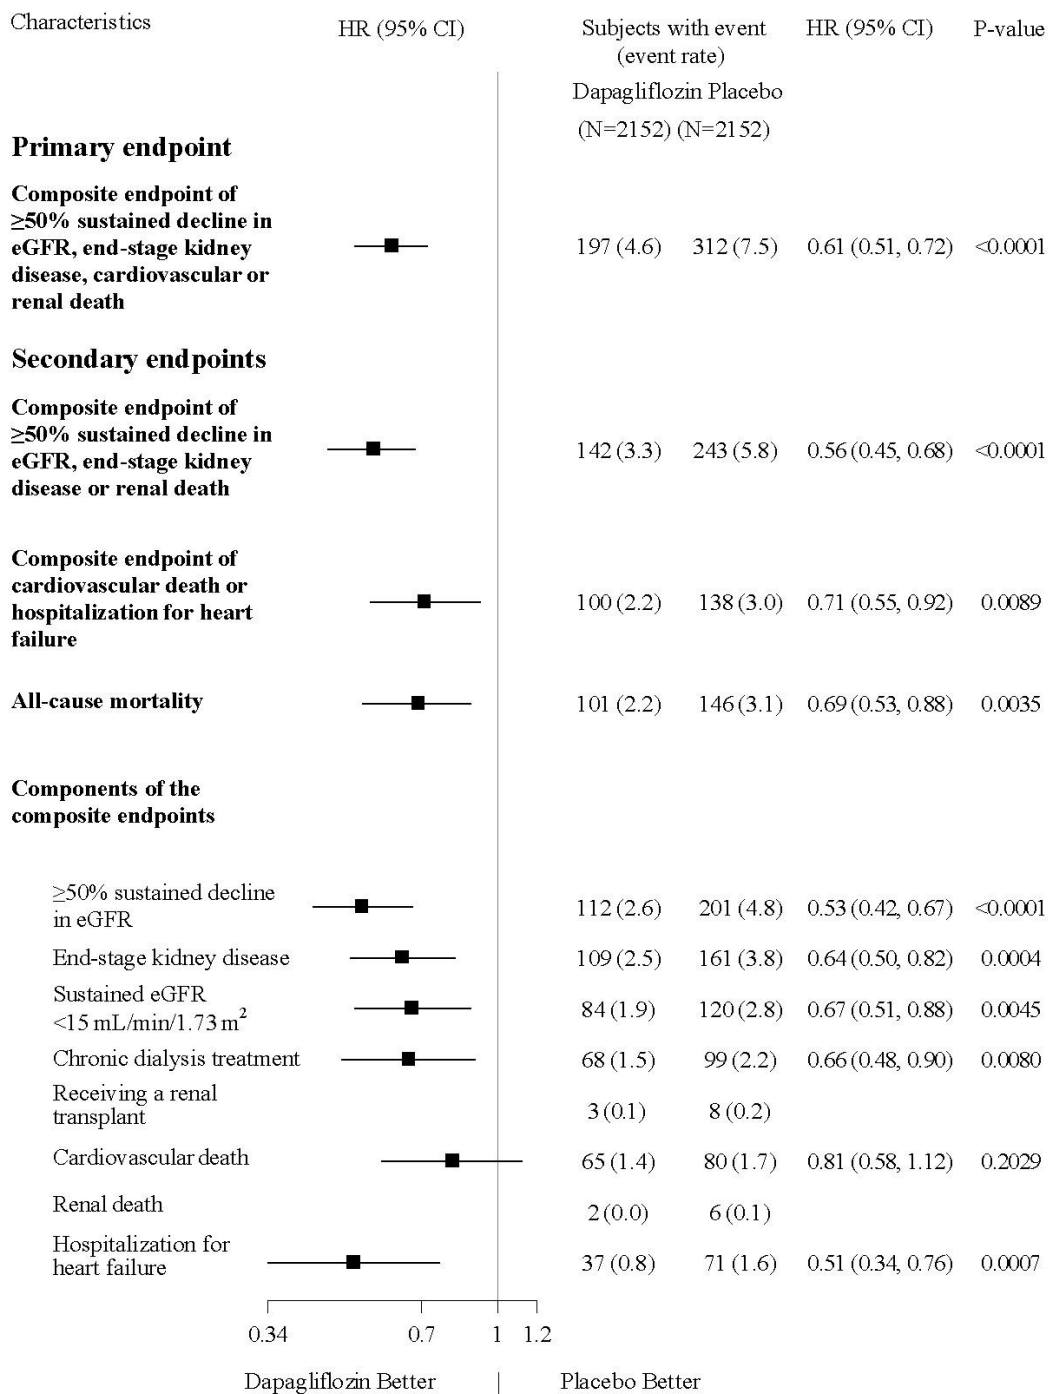 Characteristics HR (95% CI) Subjects with event HR (95% CI) P-value
(event rate)
Dapagliflozin Placebo
(N=2152) (N=2152)
Primary endpoint
Composite endpoint of
≥50% sustained decline in
eGFR, end-stage kidney 197 (4.6) 312 (7.5) 0.61 (0.51, 0.72) <0.0001
disease, cardiovascular or
renal death
Secondary endpoints
Composite endpoint of
≥50% sustained decline in
eGFR, end-stage kidney 142 (3.3) 243 (5.8) 0.56 (0.45, 0.68) <0.0001
disease or renal death
Composite endpoint of
cardiovascular death or
hospitalization for heart 100 (2.2) 138 (3.0) 0.71 (0.55, 0.92) 0.0089
failure
All-cause mortality 101 (2.2) 146 (3.1) 0.69 (0.53, 0.88) 0.0035
Components of the
composite endpoints
≥50% sustained decline
in eGFR 112 (2.6) 201 (4.8) 0.53 (0.42, 0.67) <0.0001
End-stage kidney disease 109 (2.5) 161 (3.8) 0.64 (0.50, 0.82) 0.0004
Sustained eGFR
<15 mL/min/1.73 m² 84 (1.9) 120 (2.8) 0.67 (0.51, 0.88) 0.0045
Chronic dialysis treatment 68 (1.5) 99 (2.2) 0.66 (0.48, 0.90) 0.0080
Receiving a renal
transplant 3 (0.1) 8 (0.2)
Cardiovascular death 65 (1.4) 80 (1.7) 0.81 (0.58, 1.12) 0.2029
Renal death 2 (0.0) 6 (0.1)
Hospitalization for
heart failure 37 (0.8) 71 (1.6) 0.51 (0.34, 0.76) 0.0007
0.34 0.7 1 1.2
Dapagliflozin Better | Placebo Better